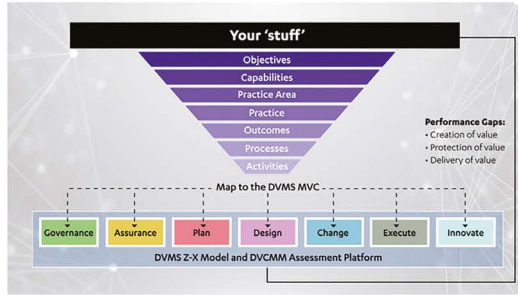 Your 'stuff'
Objectives
Capabilities
Practice Area
Practice
Outcomes
Processes
Activities
Performance Gaps:
• Creation of value
• Protection of value
• Delivery of value
Map to the DVMS MVC
Governance
Assurance
Plan
Design
Change
Execute
Innovate
DVMS Z-X Model and DVCMM Assessment Platform